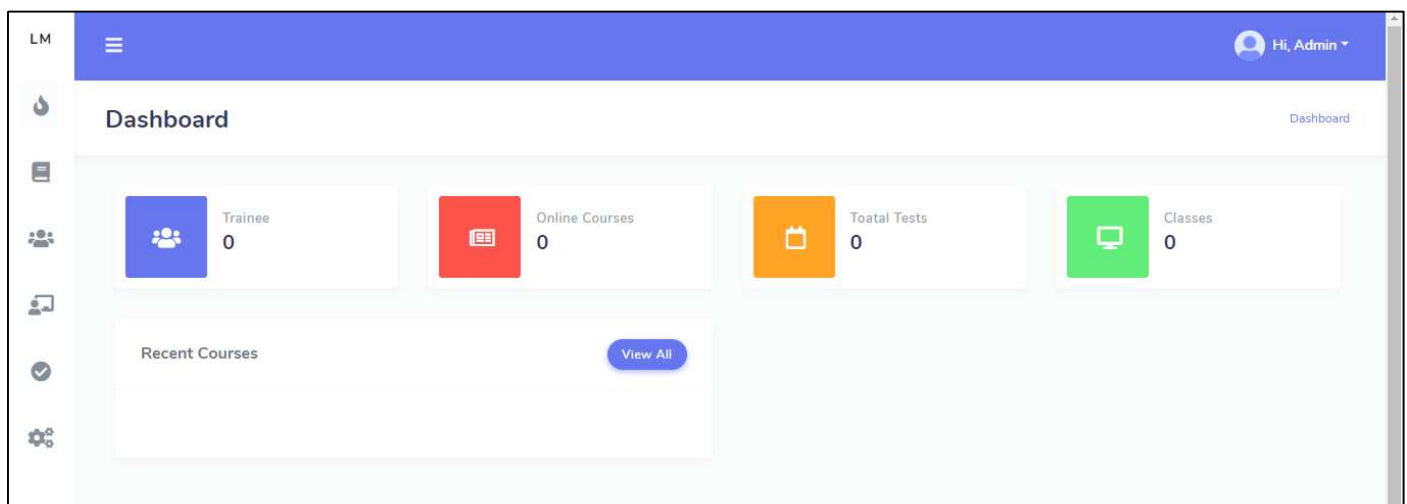 LM
Hi, Admin
Dashboard
Dashboard
Trainee
0
Online Courses
0
Toatal Tests
0
Classes
0
Recent Courses
View All